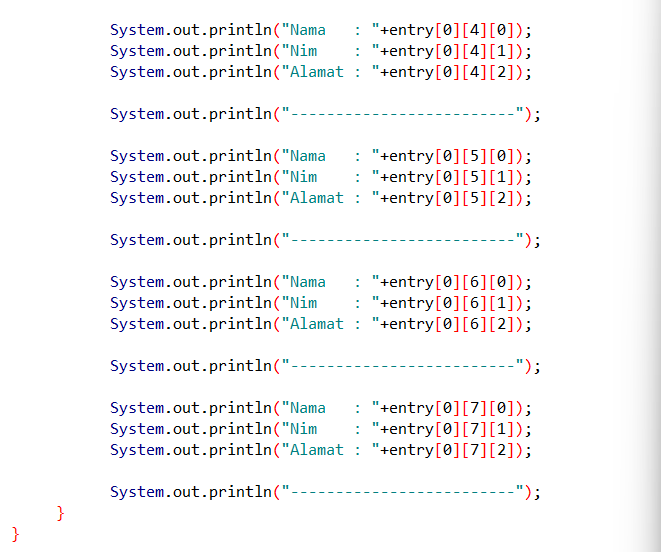 System.out.println("Nama   : "+entry[0][4][0]);
System.out.println("Nim    : "+entry[0][4][1]);
System.out.println("Alamat : "+entry[0][4][2]);
System.out.println("-------------------------");
System.out.println("Nama   : "+entry[0][5][0]);
System.out.println("Nim    : "+entry[0][5][1]);
System.out.println("Alamat : "+entry[0][5][2]);
System.out.println("-------------------------");
System.out.println("Nama   : "+entry[0][6][0]);
System.out.println("Nim    : "+entry[0][6][1]);
System.out.println("Alamat : "+entry[0][6][2]);
System.out.println("-------------------------");
System.out.println("Nama   : "+entry[0][7][0]);
System.out.println("Nim    : "+entry[0][7][1]);
System.out.println("Alamat : "+entry[0][7][2]);
System.out.println("-------------------------");
}
}